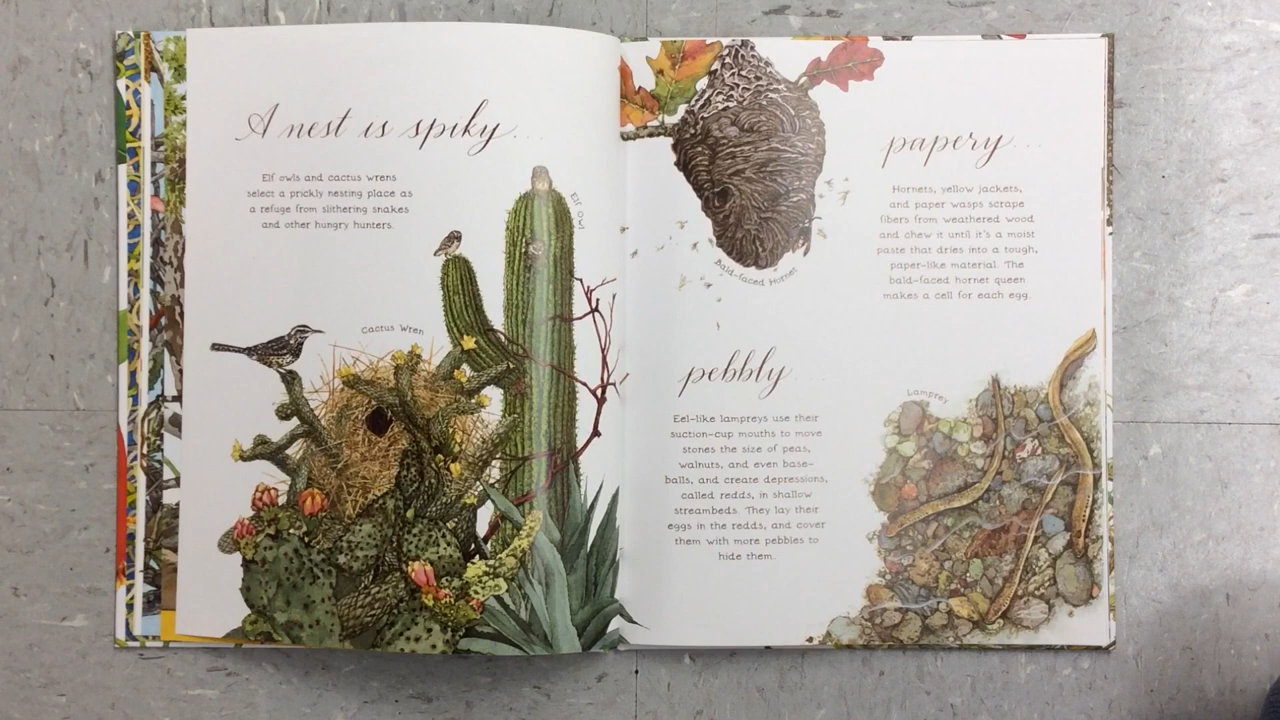 A nest is spiky...
Elf owls and cactus wrens
select a prickly nesting place as
a refuge from slithering snakes
and other hungry hunters.
Elf Owl
Cactus Wren
papery...
Hornets, yellow jackets,
and paper wasps scrape
fibers from weathered wood
and chew it until it's a moist
paste that dries into a tough,
paper-like material. The
bald-faced hornet queen
makes a cell for each egg.
Bald-faced Hornet
pebbly.
Eel-like lampreys use their
suction-cup mouths to move
stones the size of peas,
walnuts, and even base-
balls, and create depressions,
called redds, in shallow
streambeds. They lay their
eggs in the redds, and cover
them with more pebbles to
hide them.
Lamprey